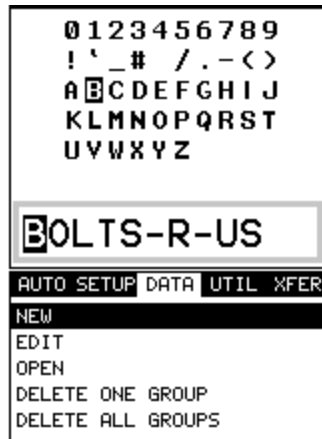 0123456789
!`_# /.-<>
ABCDEFGHIJ
KLMNOPQRST
UVWXYZ
BOLTS-R-US
AUTO SETUP DATA UTIL XFER
NEW
EDIT
OPEN
DELETE ONE GROUP
DELETE ALL GROUPS